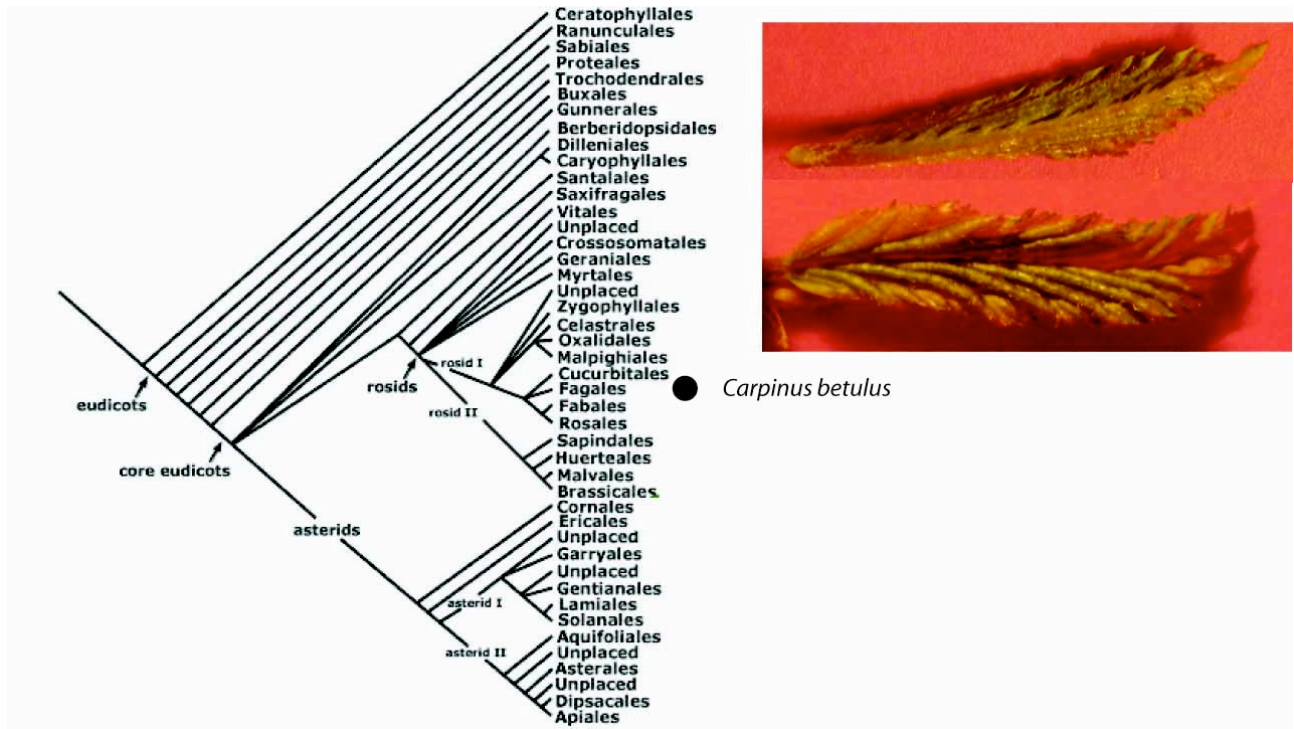 Ceratophyllales
Ranunculales
Sabiales
Proteales
Trochodendrales
Buxales
Gunnerales
Berberidopsidales
Dilleniales
Caryophyllales
Santalales
Saxifragales
Vitales
Unplaced
Crossosomatales
Geraniales
Myrtales
Unplaced
Zygophyllales
Celastrales
Oxalidales
Malpighiales
Cucurbitales
Fagales
Fabales
Rosales
Sapindales
Huerteales
Malvales
Brassicales
Cornales
Ericales
Unplaced
Garryales
Unplaced
Gentianales
Lamiales
Solanales
Aquifoliales
Unplaced
Asterales
Unplaced
Dipsacales
Apiales
eudicots
core eudicots
rosids
rosid I
rosid II
asterids
asterid I
asterid II
Carpinus betulus